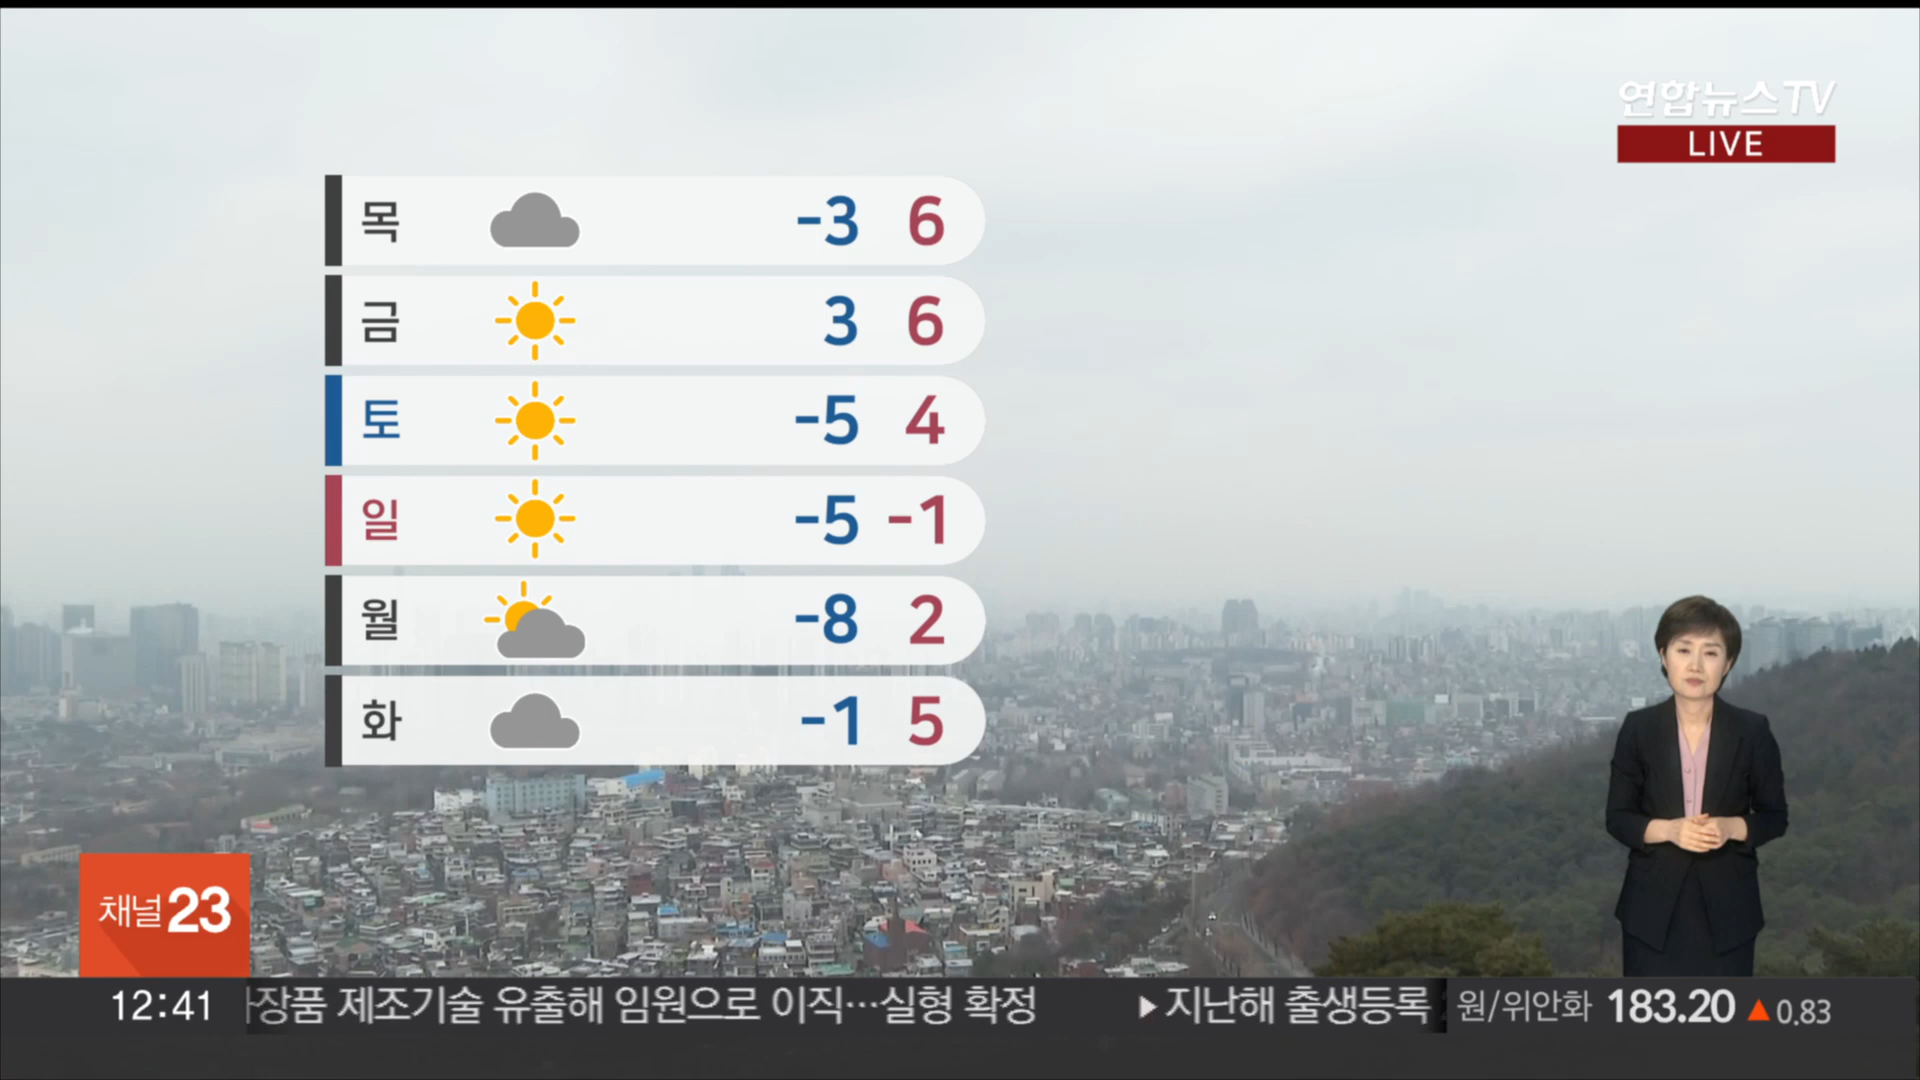 연합뉴스TV
LIVE
목 -3 6
금 3 6
토 -5 4
일 -5 -1
월 -8 2
화 -1 5
채널23
12:41 장품 제조기술 유출해 임원으로 이직…실형 확정 ▶지난해 출생등록 원/위안화 183.20 ▲0.83